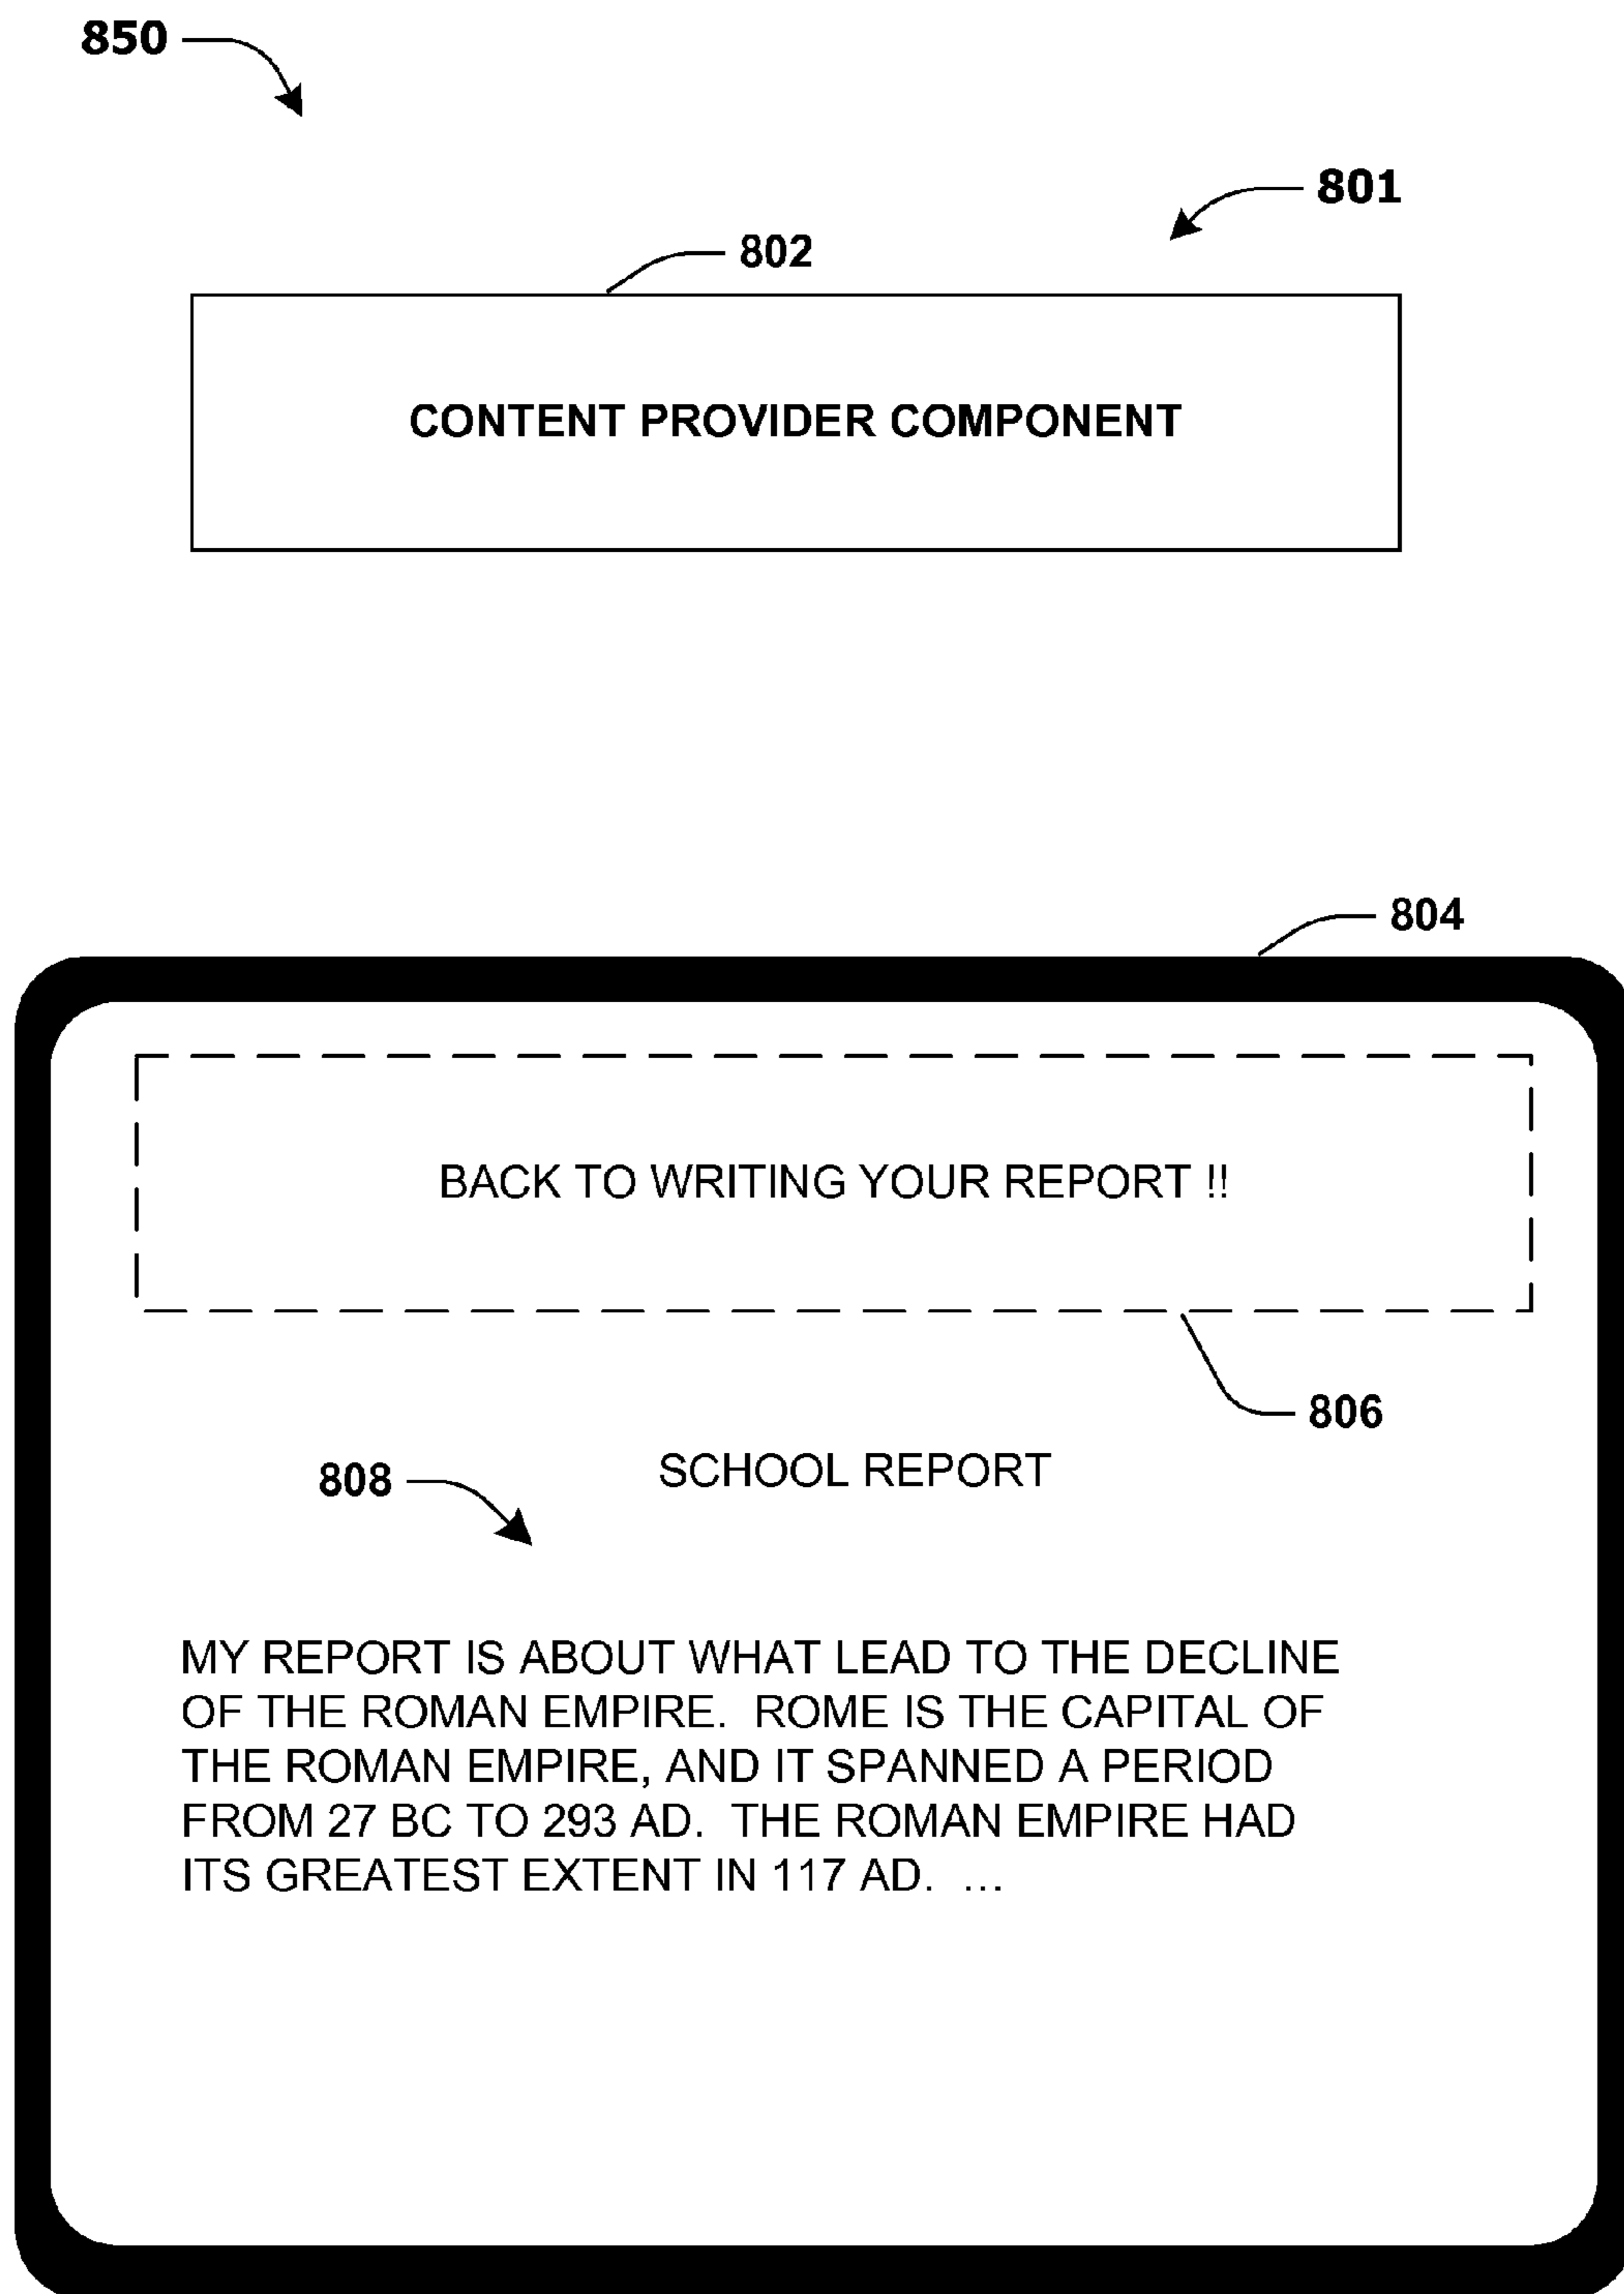 850
801
802
CONTENT PROVIDER COMPONENT
804
BACK TO WRITING YOUR REPORT !!
806
SCHOOL REPORT
808
MY REPORT IS ABOUT WHAT LEAD TO THE DECLINE
OF THE ROMAN EMPIRE.  ROME IS THE CAPITAL OF
THE ROMAN EMPIRE, AND IT SPANNED A PERIOD
FROM 27 BC TO 293 AD.  THE ROMAN EMPIRE HAD
ITS GREATEST EXTENT IN 117 AD.  ...